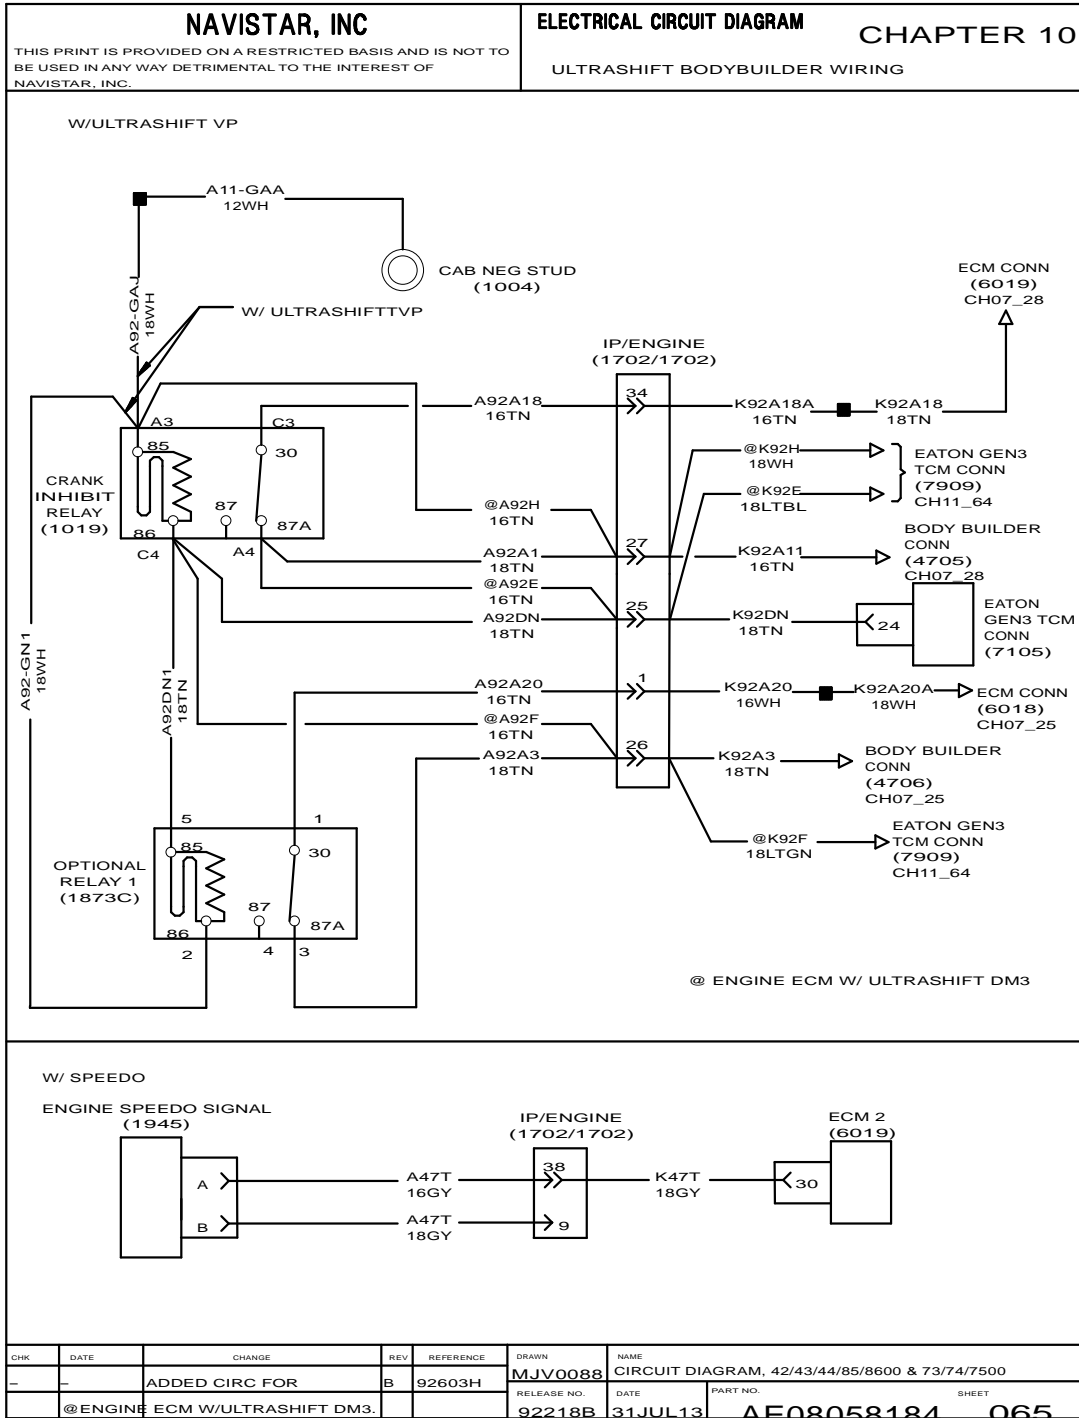 NAVISTAR, INC
THIS PRINT IS PROVIDED ON A RESTRICTED BASIS AND IS NOT TO
BE USED IN ANY WAY DETRIMENTAL TO THE INTEREST OF
NAVISTAR, INC.
ELECTRICAL CIRCUIT DIAGRAM
CHAPTER 10
ULTRASHIFT BODYBUILDER WIRING
W/ULTRASHIFT VP
A11-GAA
12WH
CAB NEG STUD
(1004)
A92-GAJ
18WH
W/ ULTRASHIFTTVP
ECM CONN
(6019)
CH07_28
IP/ENGINE
(1702/1702)
34
A92A18
16TN
K92A18A
16TN
K92A18
18TN
A3
C3
85
30
CRANK
INHIBIT
RELAY
(1019)
87
86
87A
C4
A4
@K92H
18WH
@K92E
18LTBL
EATON GEN3
TCM CONN
(7909)
CH11_64
@A92H
16TN
27
A92A1
18TN
K92A11
16TN
BODY BUILDER
CONN
(4705)
CH07_28
@A92E
16TN
25
A92DN
18TN
K92DN
18TN
24
EATON
GEN3 TCM
CONN
(7105)
A92-GN1
18WH
A92DN1
18TN
1
A92A20
16TN
K92A20
16WH
K92A20A
18WH
ECM CONN
(6018)
CH07_25
@A92F
16TN
26
A92A3
18TN
K92A3
18TN
BODY BUILDER
CONN
(4706)
CH07_25
@K92F
18LTGN
EATON GEN3
TCM CONN
(7909)
CH11_64
5
1
85
30
OPTIONAL
RELAY 1
(1873C)
87
86
87A
2
4
3
@ ENGINE ECM W/ ULTRASHIFT DM3
W/ SPEEDO
ENGINE SPEEDO SIGNAL
(1945)
IP/ENGINE
(1702/1702)
ECM 2
(6019)
A
A47T
16GY
38
K47T
18GY
30
B
A47T
18GY
9
CHK DATE CHANGE REV REFERENCE
- - ADDED CIRC FOR B 92603H
@ENGINE ECM W/ULTRASHIFT DM3.
DRAWN
MJV0088
NAME
CIRCUIT DIAGRAM, 42/43/44/85/8600 & 73/74/7500
RELEASE NO.
92218B
DATE
31JUL13
PART NO.
AE08058184
SHEET
065